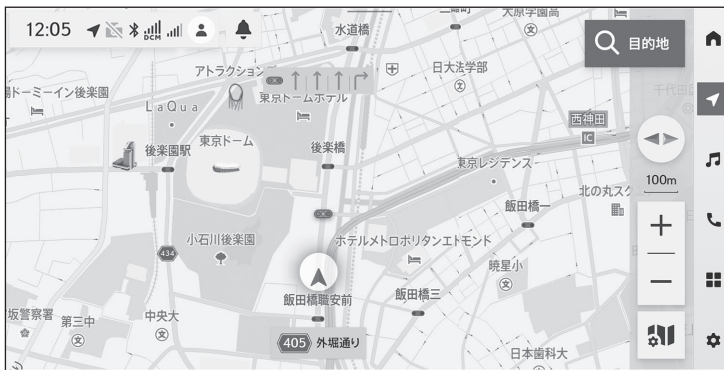 12:05
DCM
水道橋
大原学園高
目的地
日大法学部
アトラクション
東京ドームホテル
千代田
ドーミーイン後楽園
LaQua
西神田
IC
後楽園駅
東京ドーム
後楽橋
東京レジデンス
100m
北の丸スク
飯田橋一
小石川後楽園
ホテルメトロポリタンエドモンド
434
暁星小
飯田橋職安前
飯田橋三
坂警察署
第三中
中央大
405 外堀通り
日本歯科大